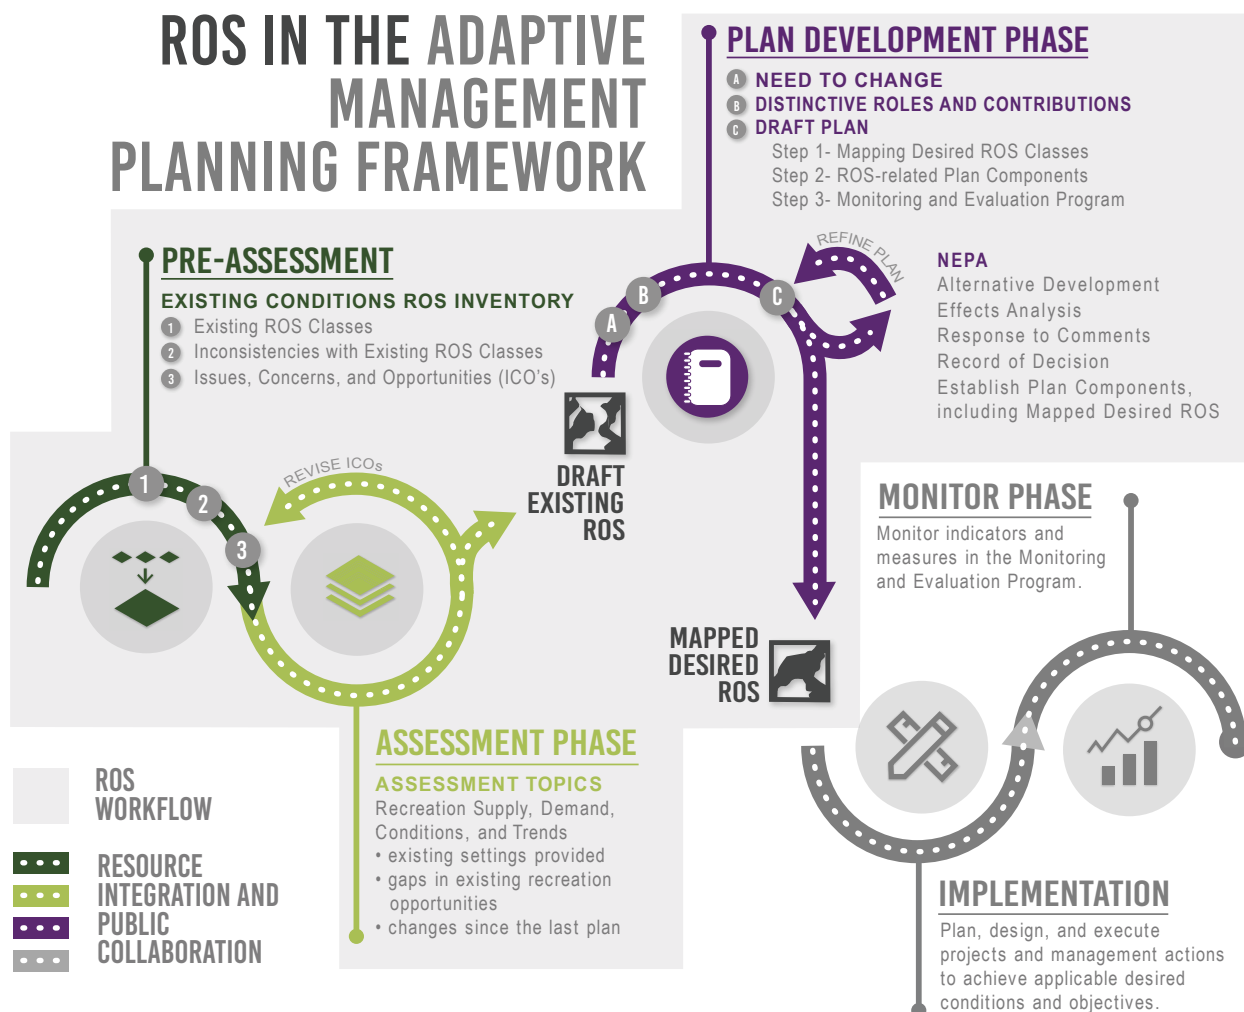 ROS IN THE ADAPTIVE
MANAGEMENT
PLANNING FRAMEWORK
PRE-ASSESSMENT
EXISTING CONDITIONS ROS INVENTORY
1 Existing ROS Classes
2 Inconsistencies with Existing ROS Classes
3 Issues, Concerns, and Opportunities (ICO's)
1
2
3
REVISE ICOs
ASSESSMENT PHASE
ASSESSMENT TOPICS
Recreation Supply, Demand,
Conditions, and Trends
• existing settings provided
• gaps in existing recreation
opportunities
• changes since the last plan
DRAFT
EXISTING
ROS
PLAN DEVELOPMENT PHASE
A NEED TO CHANGE
B DISTINCTIVE ROLES AND CONTRIBUTIONS
C DRAFT PLAN
Step 1- Mapping Desired ROS Classes
Step 2- ROS-related Plan Components
Step 3- Monitoring and Evaluation Program
A
B
C
REFINE PLAN
NEPA
Alternative Development
Effects Analysis
Response to Comments
Record of Decision
Establish Plan Components,
including Mapped Desired ROS
MAPPED
DESIRED
ROS
MONITOR PHASE
Monitor indicators and
measures in the Monitoring
and Evaluation Program.
IMPLEMENTATION
Plan, design, and execute
projects and management actions
to achieve applicable desired
conditions and objectives.
ROS
WORKFLOW
RESOURCE
INTEGRATION AND
PUBLIC
COLLABORATION